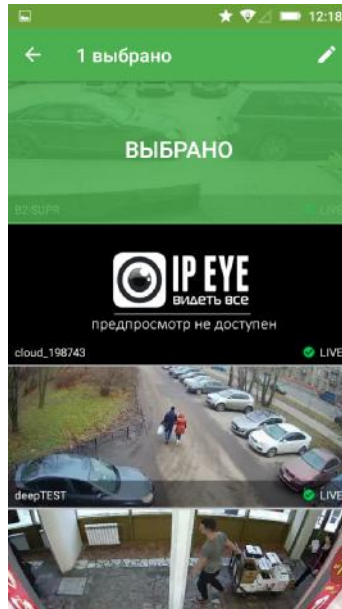 12:18
1 выбрано
ВЫБРАНО
B2-SUPR
LIVE
IP EYE
ВИДЕТЬ ВСЕ
предпросмотр не доступен
cloud_198743
LIVE
deepTEST
LIVE